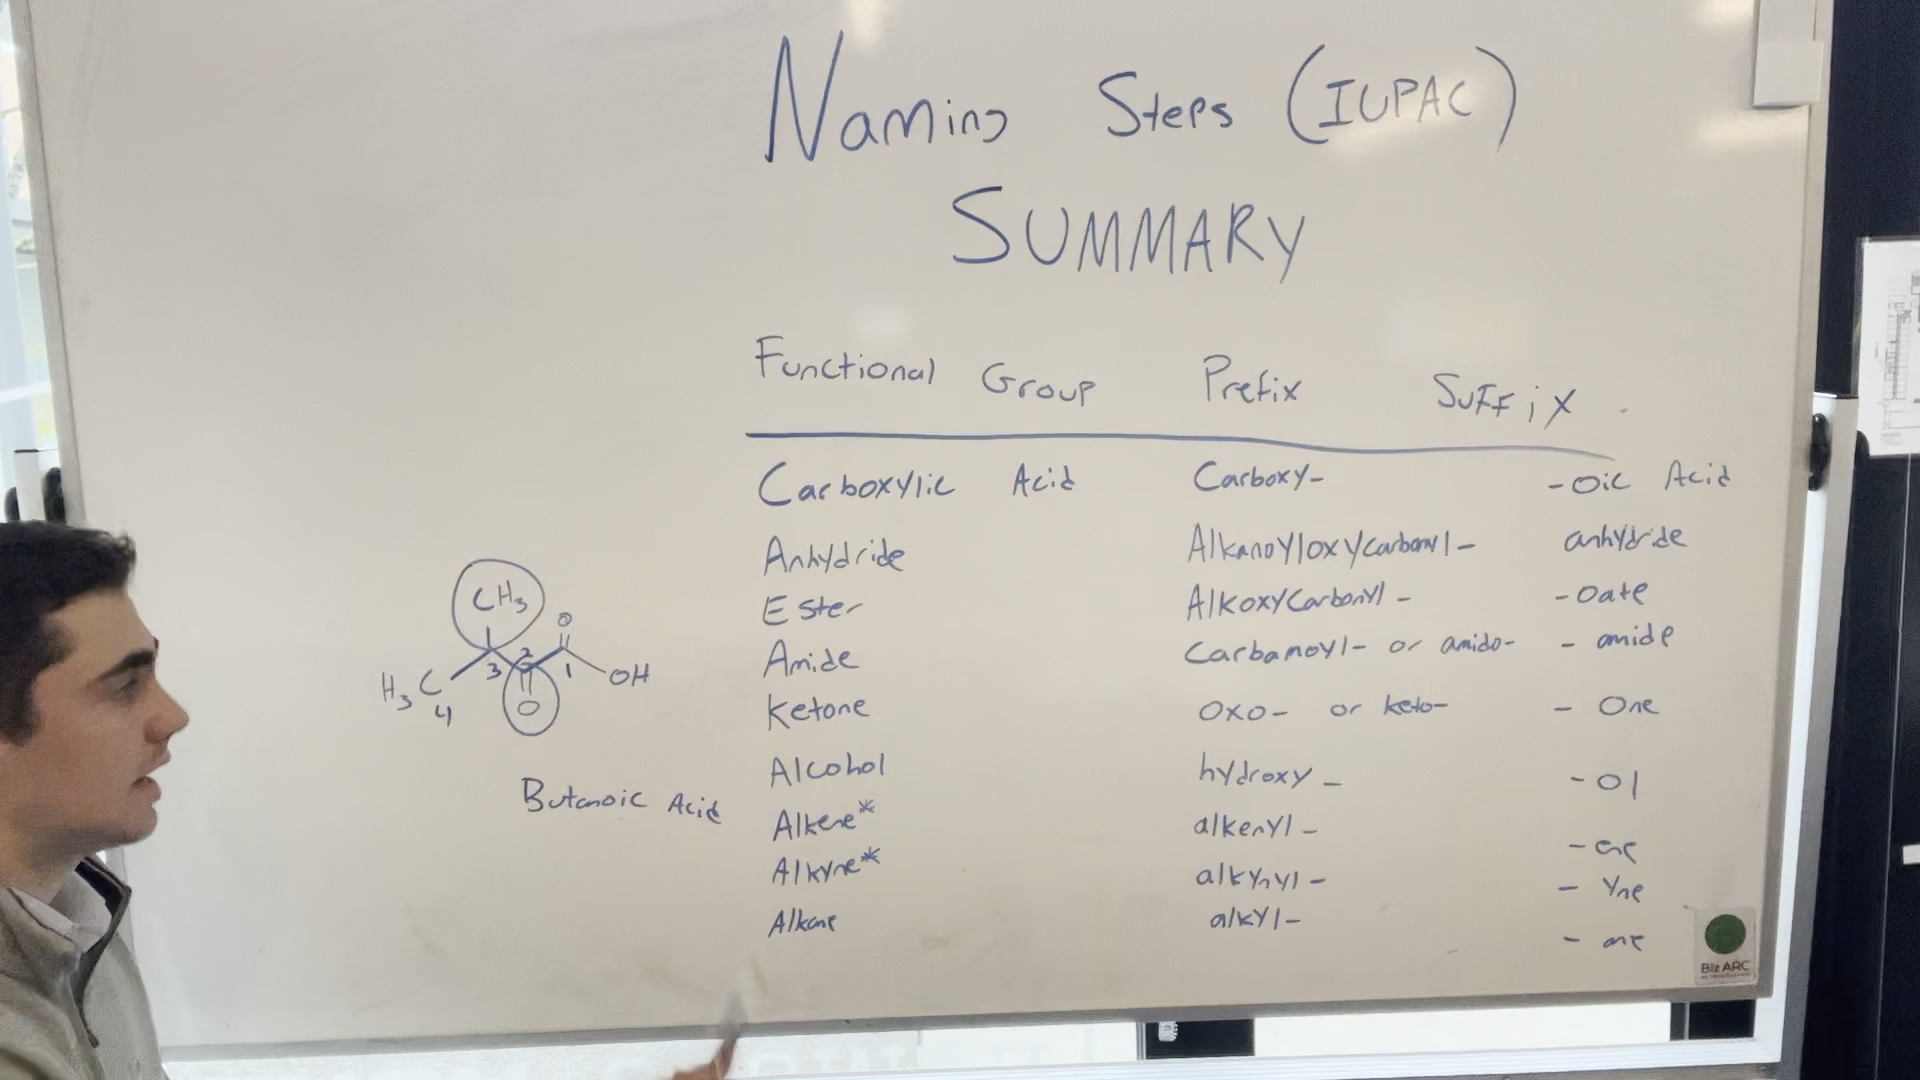 Naming Steps (IUPAC)
SUMMARY
Functional Group Prefix Suffix
Carboxylic Acid Carboxy- -Oic Acid
Anhydride Alkanoyloxycarbonyl- anhydride
Ester Alkoxycarbonyl- -Oate
Amide Carbamoyl- or amido- -amide
Ketone Oxo- or keto- -One
Alcohol hydroxy- -Ol
Alkene* alkenyl- -ene
Alkyne* alkynyl- -Yne
Alkane alkyl- -ane
CH3
O
3 2 1 OH
H3C
4
O
Butanoic Acid
Biz ARC